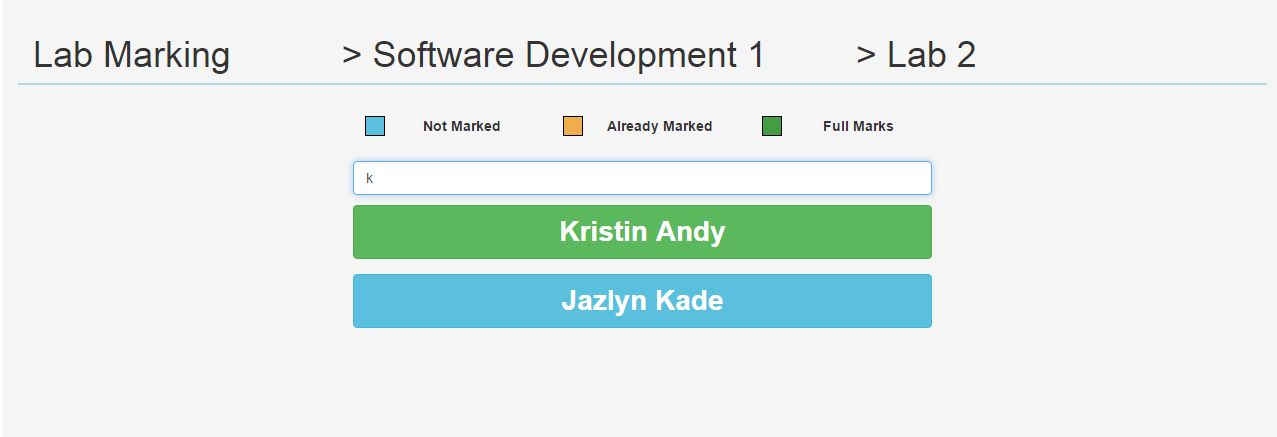 Lab Marking > Software Development 1 > Lab 2
Not Marked Already Marked Full Marks
k
Kristin Andy
Jazlyn Kade